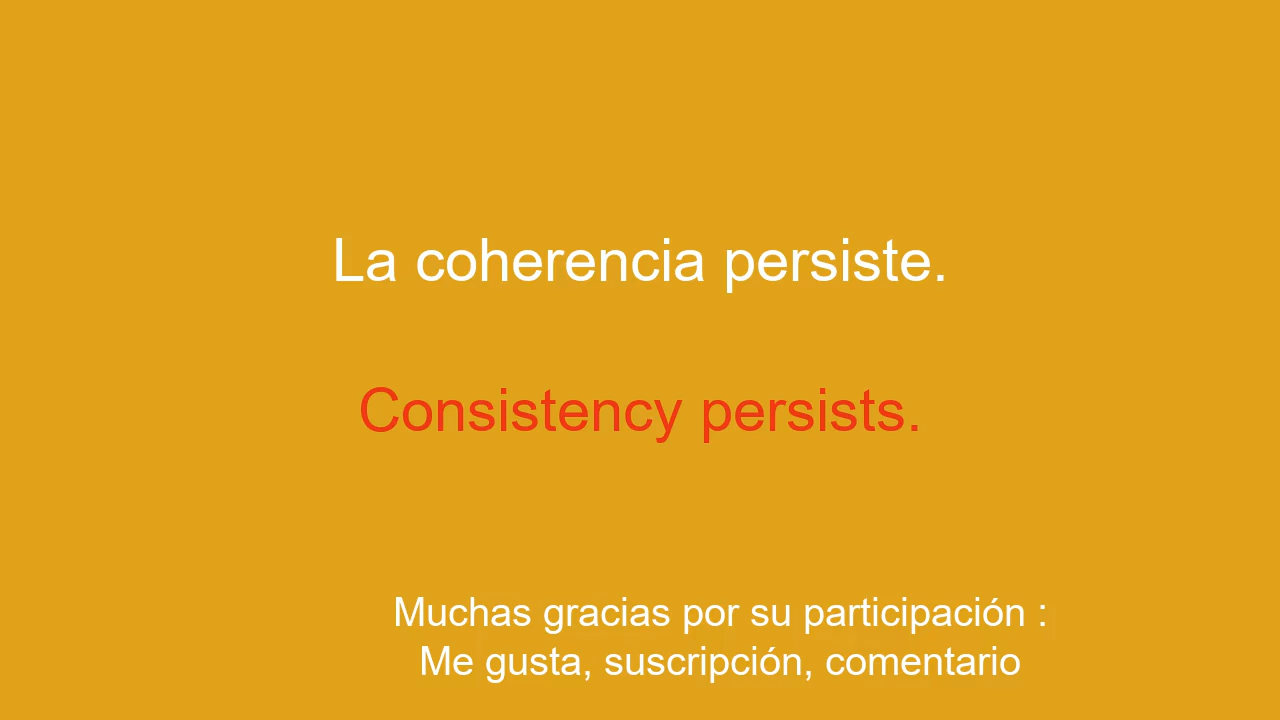 La coherencia persiste.
Consistency persists.
Muchas gracias por su participación :
Me gusta, suscripción, comentario